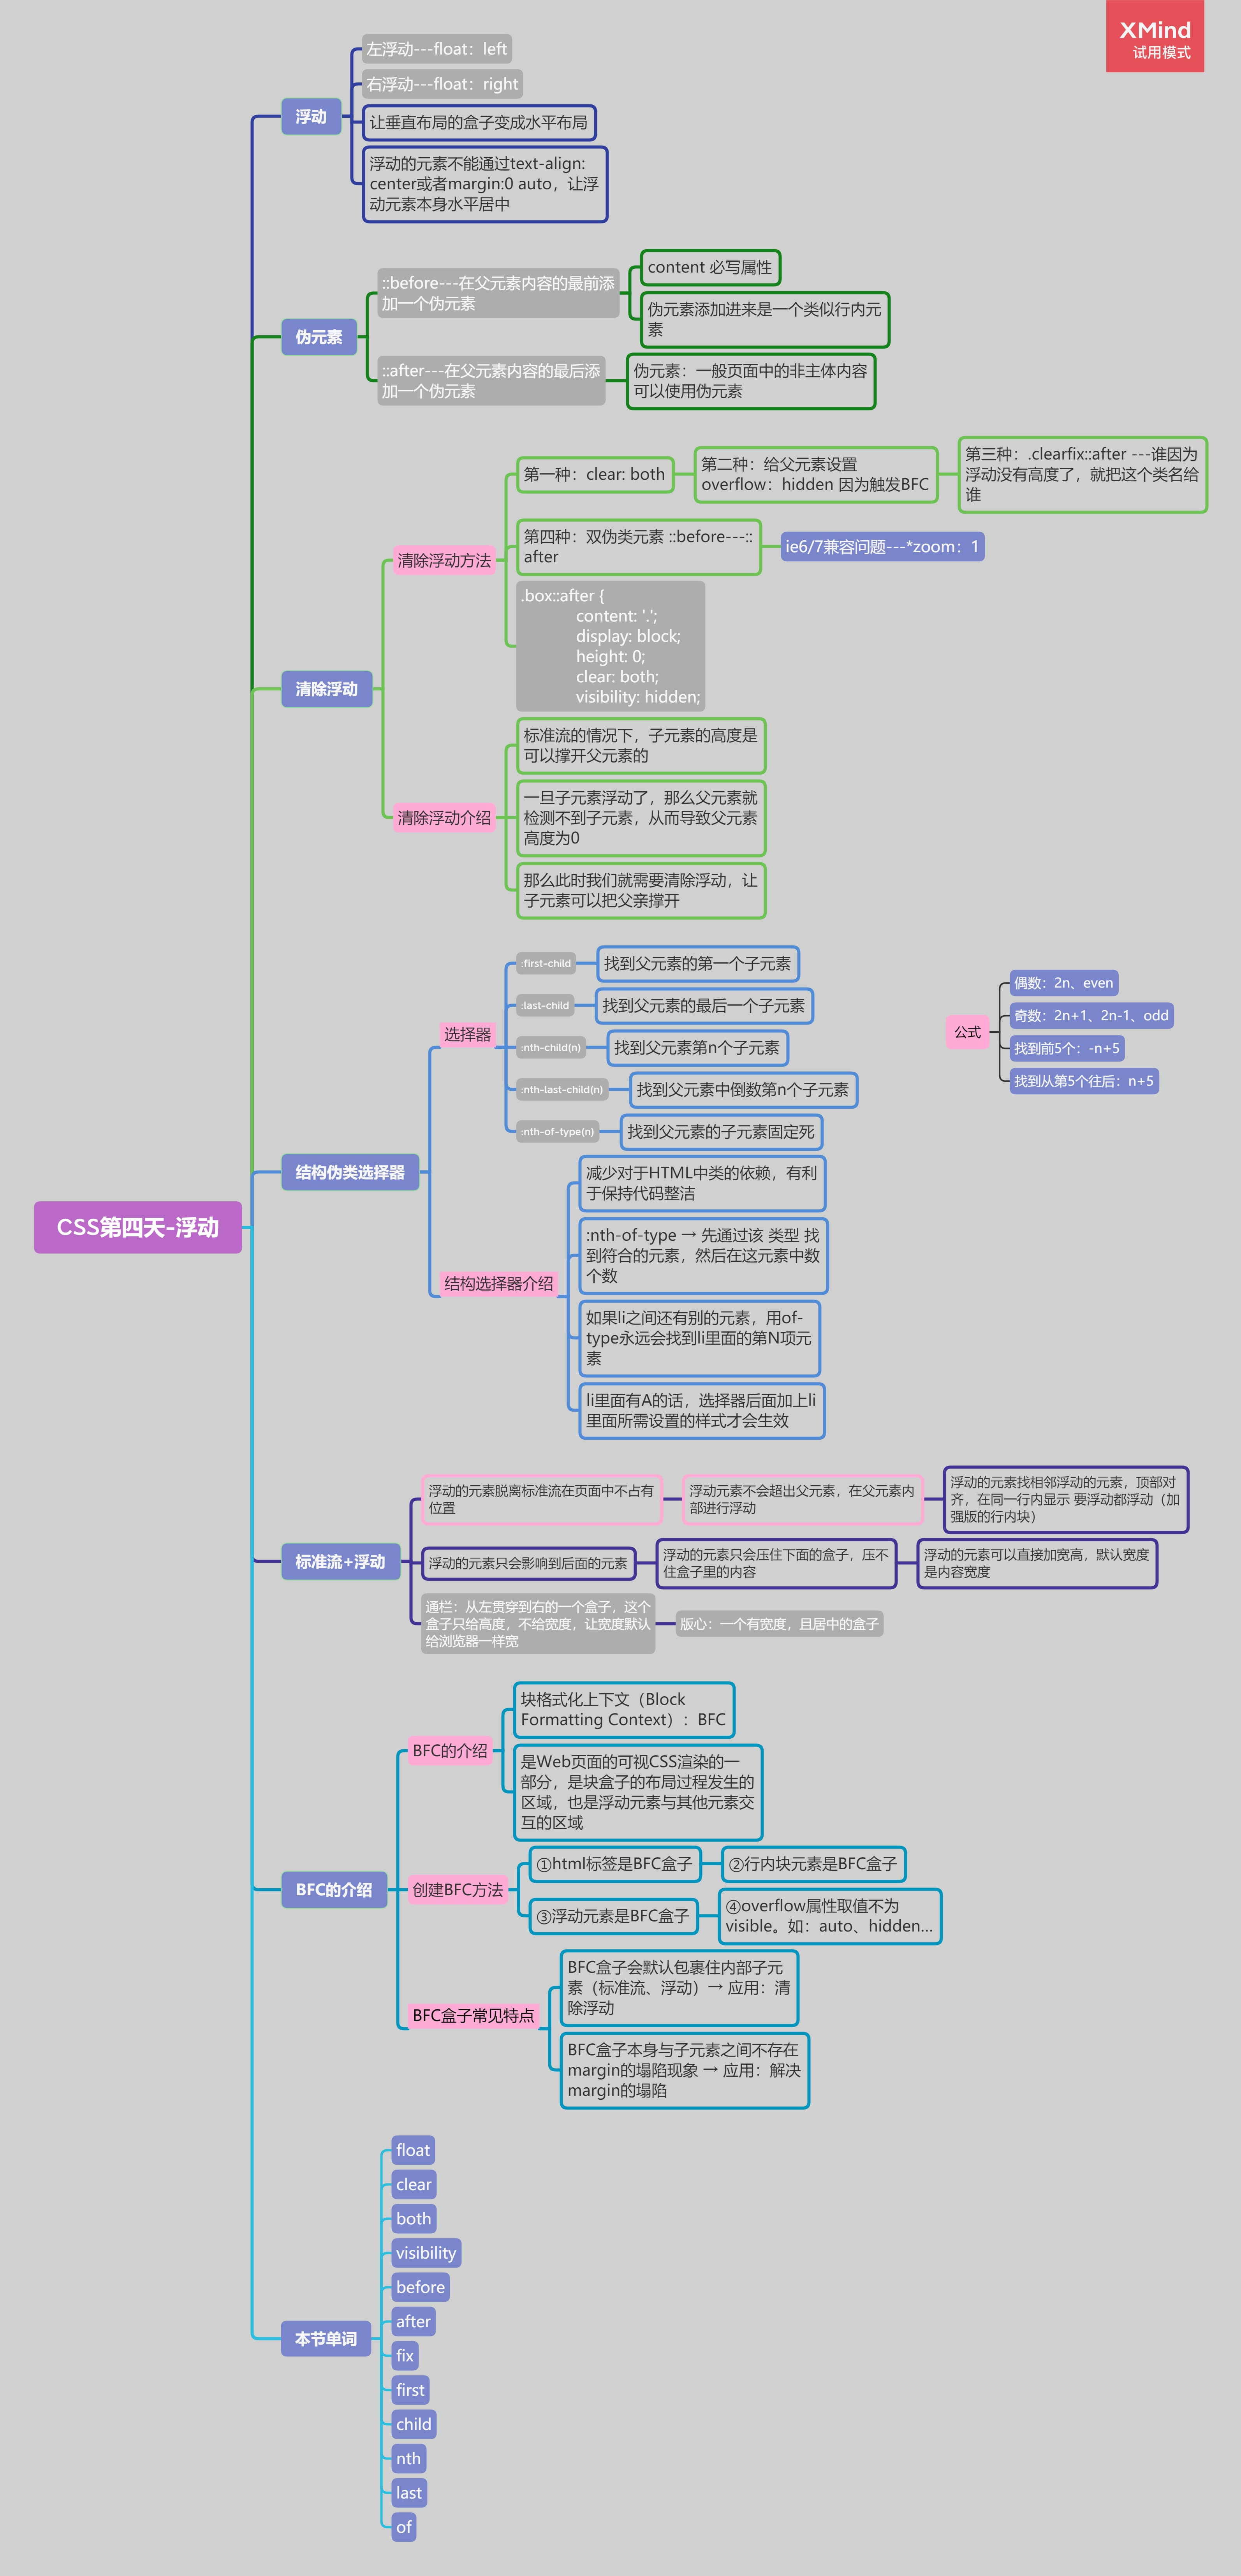 XMind
试用模式
CSS第四天-浮动
浮动
左浮动---float：left
右浮动---float：right
让垂直布局的盒子变成水平布局
浮动的元素不能通过text-align:
center或者margin:0 auto，让浮
动元素本身水平居中
伪元素
::before---在父元素内容的最前添
加一个伪元素
content 必写属性
伪元素添加进来是一个类似行内元
素
::after---在父元素内容的最后添
加一个伪元素
伪元素：一般页面中的非主体内容
可以使用伪元素
清除浮动
清除浮动方法
第一种：clear: both
第二种：给父元素设置
overflow：hidden 因为触发BFC
第三种：.clearfix::after ---谁因为
浮动没有高度了，就把这个类名给
谁
第四种：双伪类元素 ::before---::
after
ie6/7兼容问题---*zoom：1
.box::after {
content: '.';
display: block;
height: 0;
clear: both;
visibility: hidden;
清除浮动介绍
标准流的情况下，子元素的高度是
可以撑开父元素的
一旦子元素浮动了，那么父元素就
检测不到子元素，从而导致父元素
高度为0
那么此时我们就需要清除浮动，让
子元素可以把父亲撑开
结构伪类选择器
选择器
:first-child
找到父元素的第一个子元素
:last-child
找到父元素的最后一个子元素
:nth-child(n)
找到父元素第n个子元素
:nth-last-child(n)
找到父元素中倒数第n个子元素
:nth-of-type(n)
找到父元素的子元素固定死
公式
偶数：2n、even
奇数：2n+1、2n-1、odd
找到前5个：-n+5
找到从第5个往后：n+5
结构选择器介绍
减少对于HTML中类的依赖，有利
于保持代码整洁
:nth-of-type → 先通过该 类型 找
到符合的元素，然后在这元素中数
个数
如果li之间还有别的元素，用of-
type永远会找到li里面的第N项元
素
li里面有A的话，选择器后面加上li
里面所需设置的样式才会生效
标准流+浮动
浮动的元素脱离标准流在页面中不占有
位置
浮动元素不会超出父元素，在父元素内
部进行浮动
浮动的元素找相邻浮动的元素，顶部对
齐，在同一行内显示 要浮动都浮动（加
强版的行内块）
浮动的元素只会影响到后面的元素
浮动的元素只会压住下面的盒子，压不
住盒子里的内容
浮动的元素可以直接加宽高，默认宽度
是内容宽度
通栏：从左贯穿到右的一个盒子，这个
盒子只给高度，不给宽度，让宽度默认
给浏览器一样宽
版心：一个有宽度，且居中的盒子
BFC的介绍
BFC的介绍
块格式化上下文（Block
Formatting Context）：BFC
是Web页面的可视CSS渲染的一
部分，是块盒子的布局过程发生的
区域，也是浮动元素与其他元素交
互的区域
创建BFC方法
①html标签是BFC盒子
②行内块元素是BFC盒子
③浮动元素是BFC盒子
④overflow属性取值不为
visible。如：auto、hidden...
BFC盒子常见特点
BFC盒子会默认包裹住内部子元
素（标准流、浮动）→ 应用：清
除浮动
BFC盒子本身与子元素之间不存在
margin的塌陷现象 → 应用：解决
margin的塌陷
本节单词
float
clear
both
visibility
before
after
fix
first
child
nth
last
of